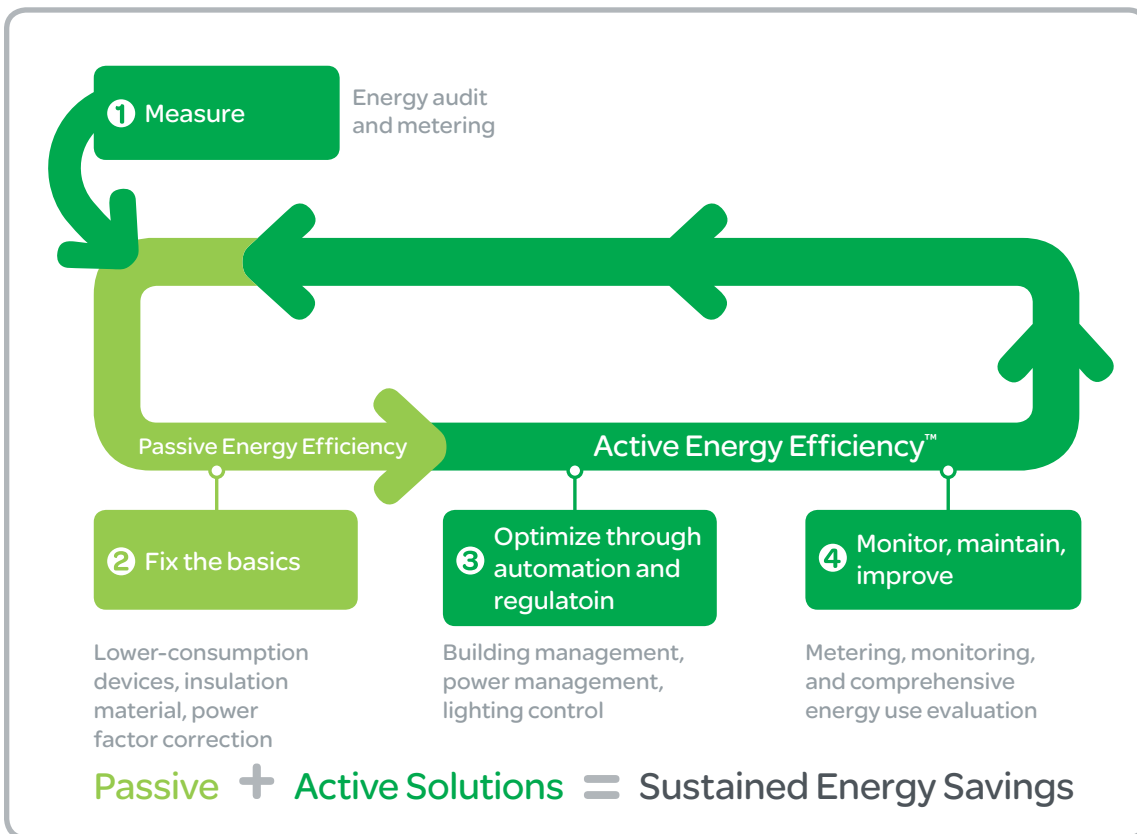 1 Measure
Energy audit
and metering
Passive Energy Efficiency
Active Energy Efficiency™
2 Fix the basics
3 Optimize through
automation and
regulatoin
4 Monitor, maintain,
improve
Lower-consumption
devices, insulation
material, power
factor correction
Building management,
power management,
lighting control
Metering, monitoring,
and comprehensive
energy use evaluation
Passive + Active Solutions = Sustained Energy Savings